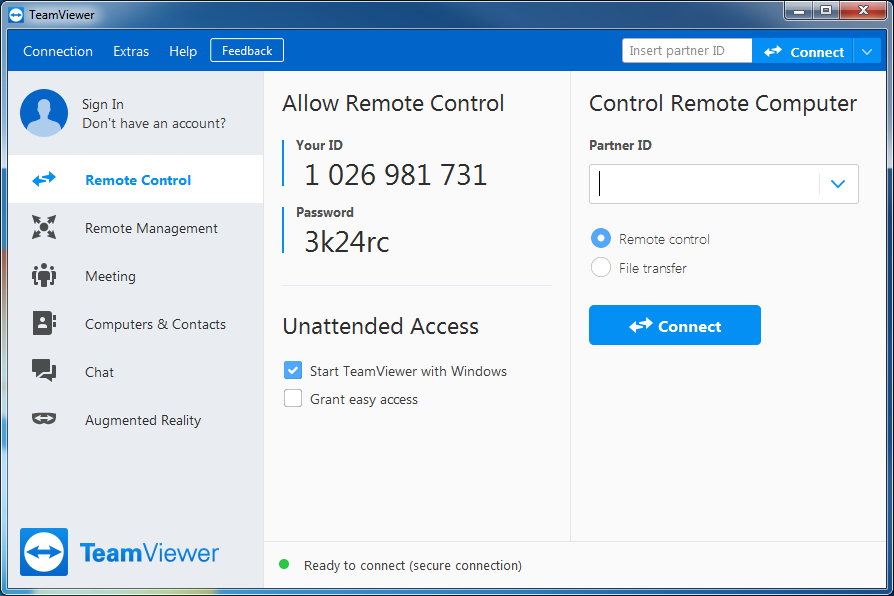 TeamViewer
Connection Extras Help Feedback Insert partner ID Connect
Sign In
Don't have an account?
Remote Control
Remote Management
Meeting
Computers & Contacts
Chat
Augmented Reality
TeamViewer
Allow Remote Control
Your ID
1 026 981 731
Password
3k24rc
Unattended Access
Start TeamViewer with Windows
Grant easy access
Control Remote Computer
Partner ID
Remote control
File transfer
Connect
Ready to connect (secure connection)